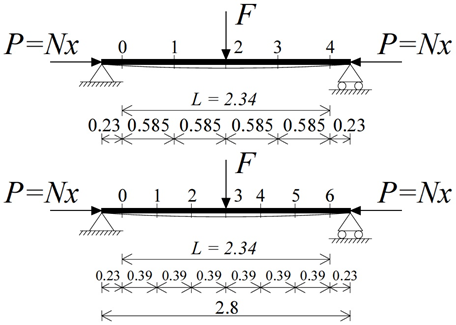 F
P=Nx 0 1 2 3 4 P=Nx
L = 2.34
0.23 0.585 0.585 0.585 0.585 0.23
F
P=Nx 0 1 2 3 4 5 6 P=Nx
L = 2.34
0.23 0.39 0.39 0.39 0.39 0.39 0.39 0.23
2.8